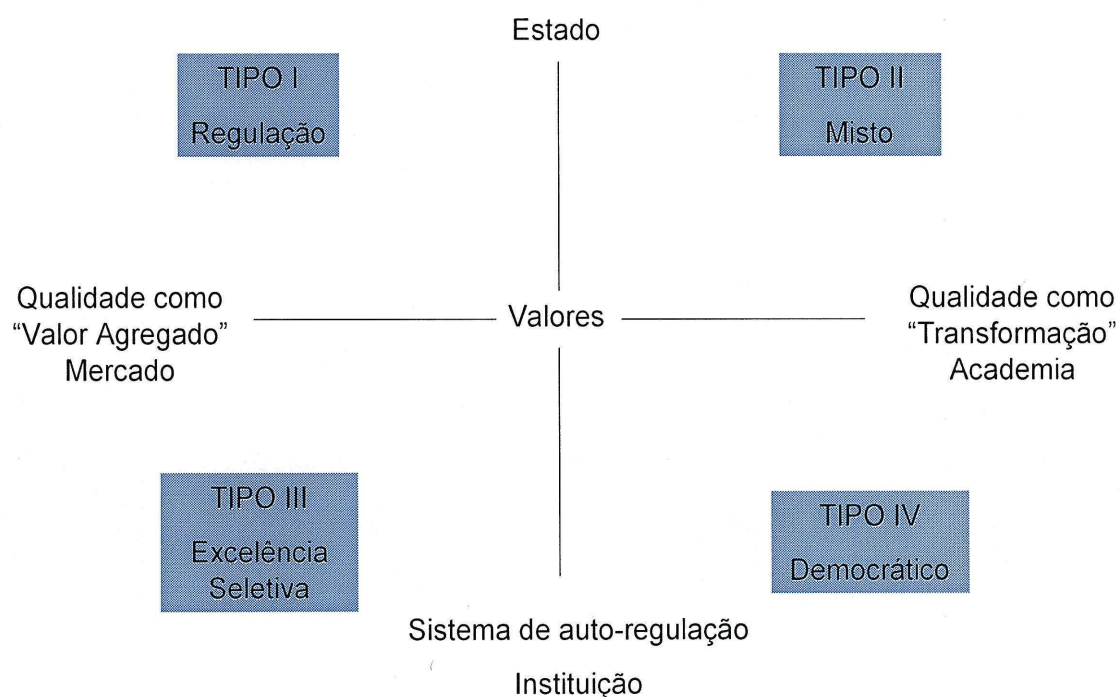 Estado
TIPO I
Regulação
TIPO II
Misto
Qualidade como
“Valor Agregado”
Mercado
Valores
Qualidade como
“Transformação”
Academia
TIPO III
Excelência
Seletiva
TIPO IV
Democrático
Sistema de auto-regulação
Instituição